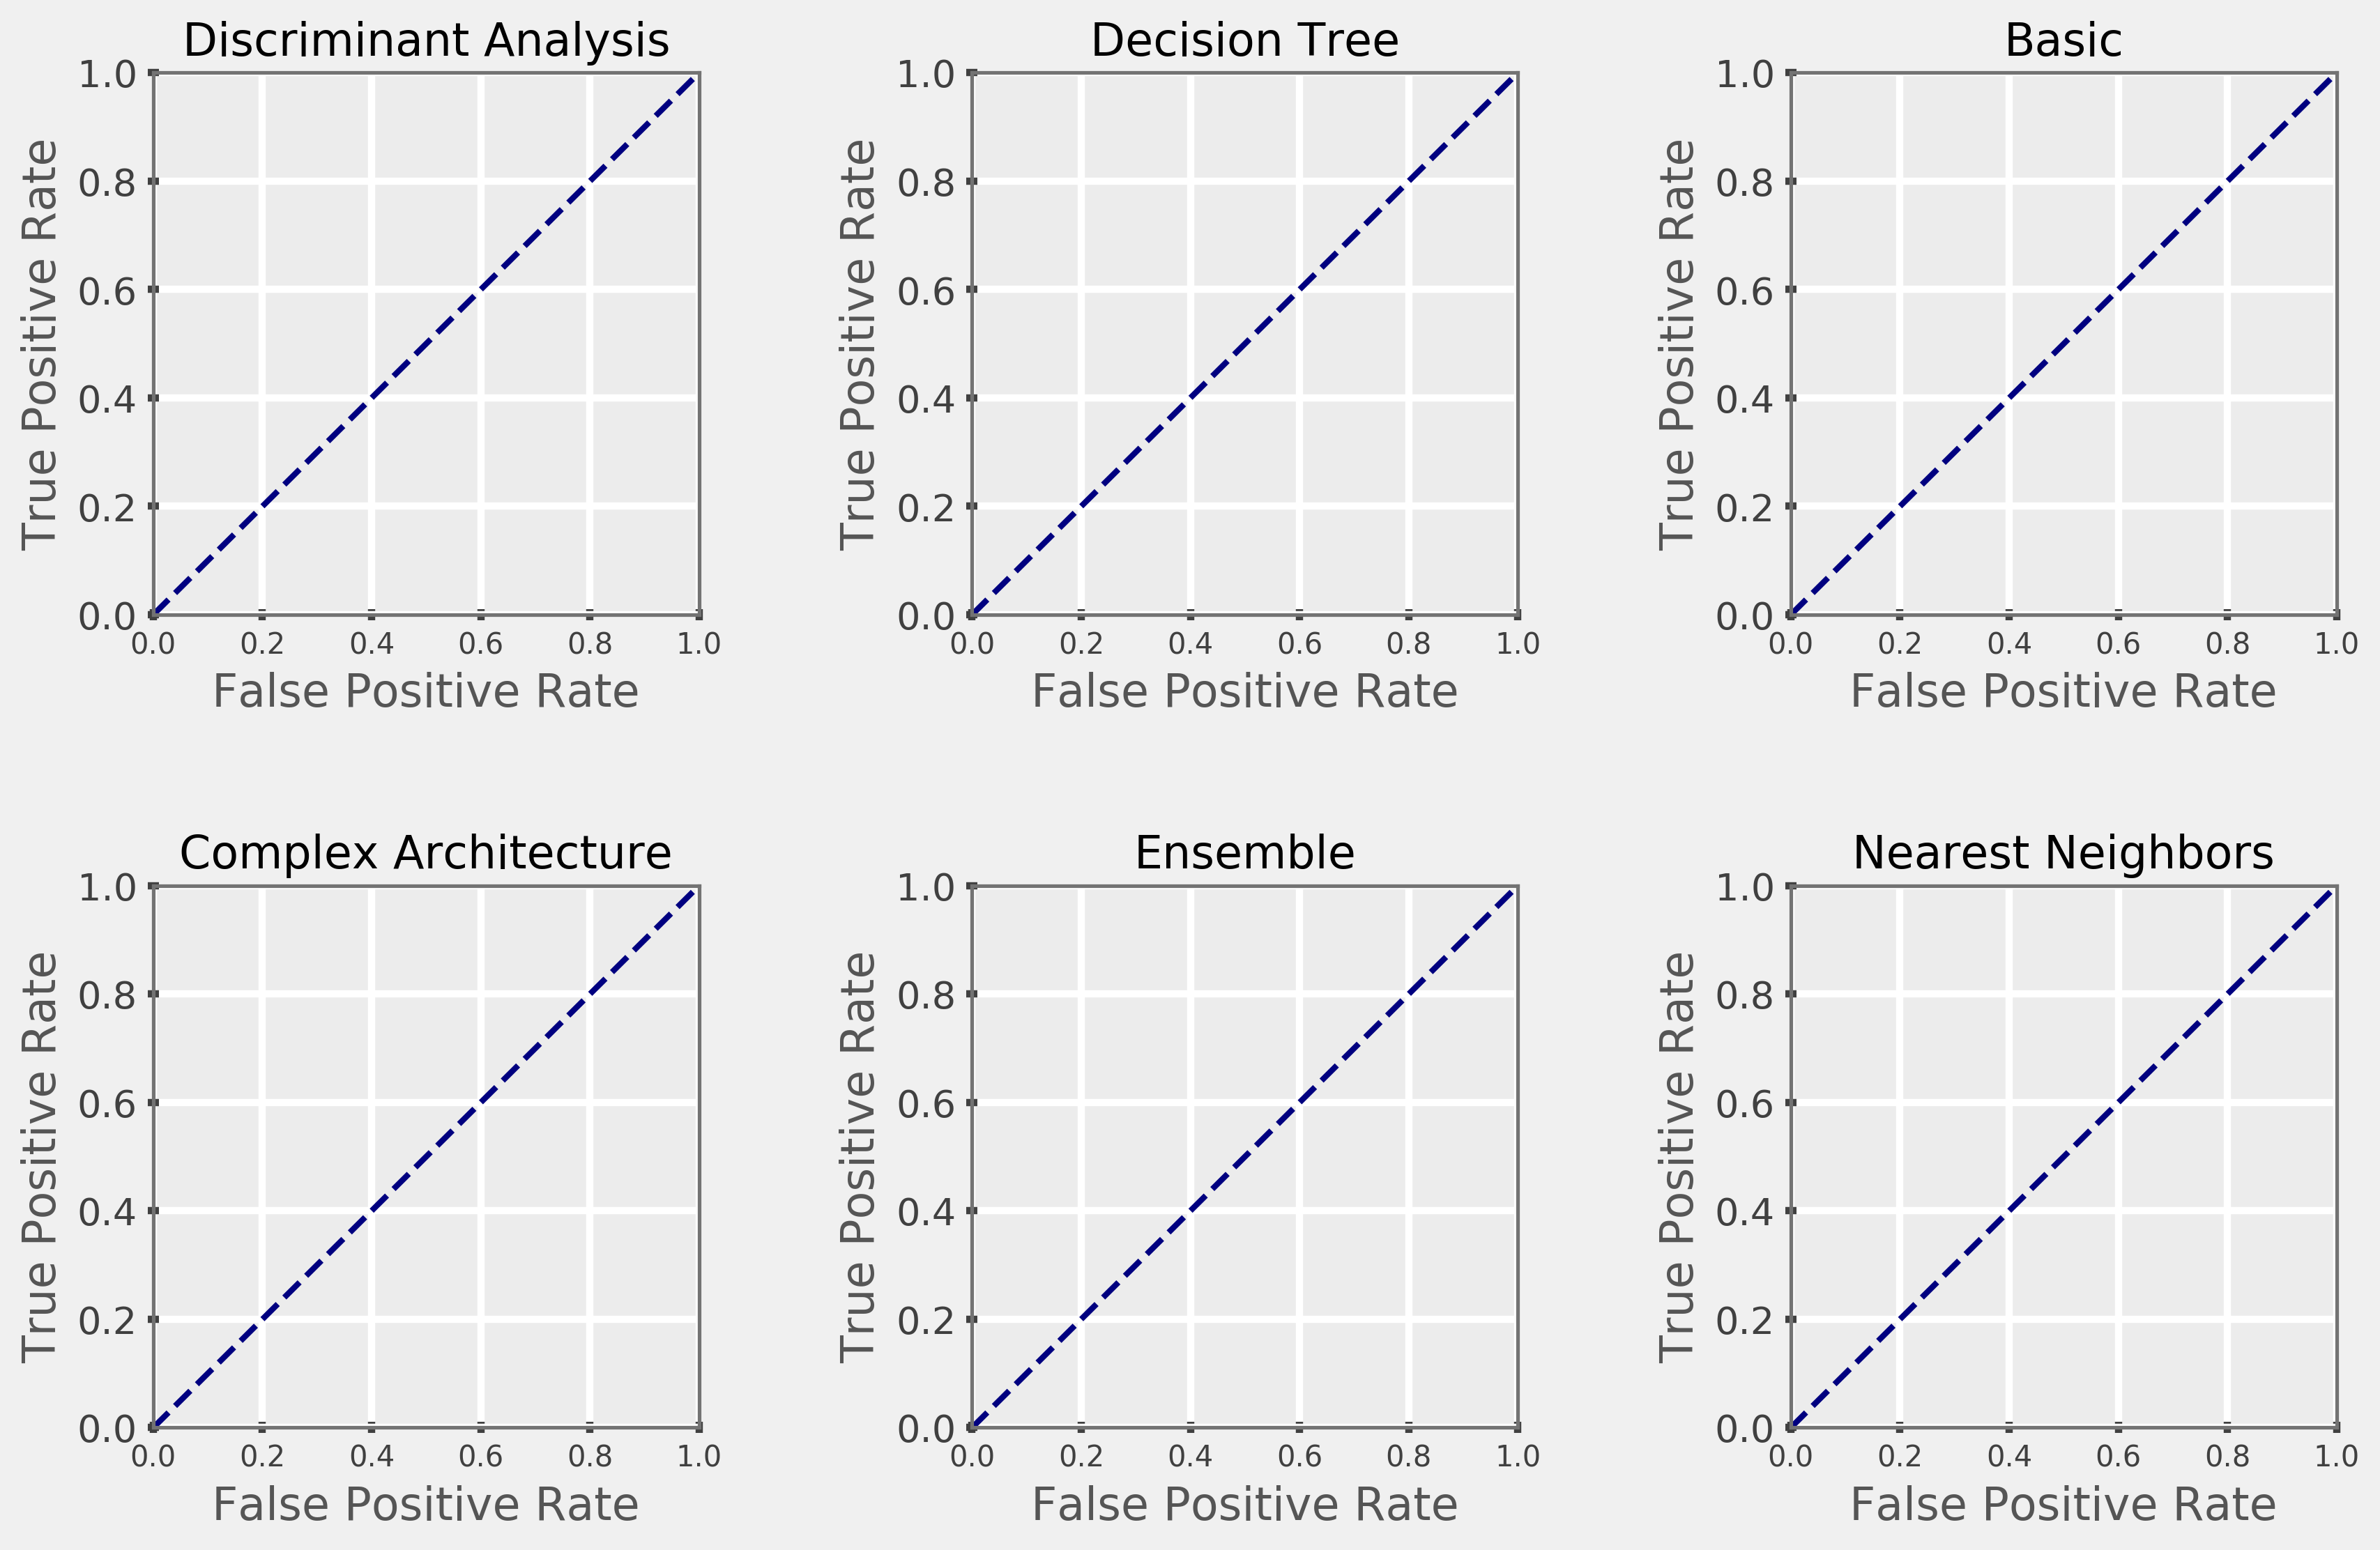 Discriminant Analysis
True Positive Rate
1.0
0.8
0.6
0.4
0.2
0.0
0.0 0.2 0.4 0.6 0.8 1.0
False Positive Rate
Decision Tree
True Positive Rate
1.0
0.8
0.6
0.4
0.2
0.0
0.0 0.2 0.4 0.6 0.8 1.0
False Positive Rate
Basic
True Positive Rate
1.0
0.8
0.6
0.4
0.2
0.0
0.0 0.2 0.4 0.6 0.8 1.0
False Positive Rate
Complex Architecture
True Positive Rate
1.0
0.8
0.6
0.4
0.2
0.0
0.0 0.2 0.4 0.6 0.8 1.0
False Positive Rate
Ensemble
True Positive Rate
1.0
0.8
0.6
0.4
0.2
0.0
0.0 0.2 0.4 0.6 0.8 1.0
False Positive Rate
Nearest Neighbors
True Positive Rate
1.0
0.8
0.6
0.4
0.2
0.0
0.0 0.2 0.4 0.6 0.8 1.0
False Positive Rate